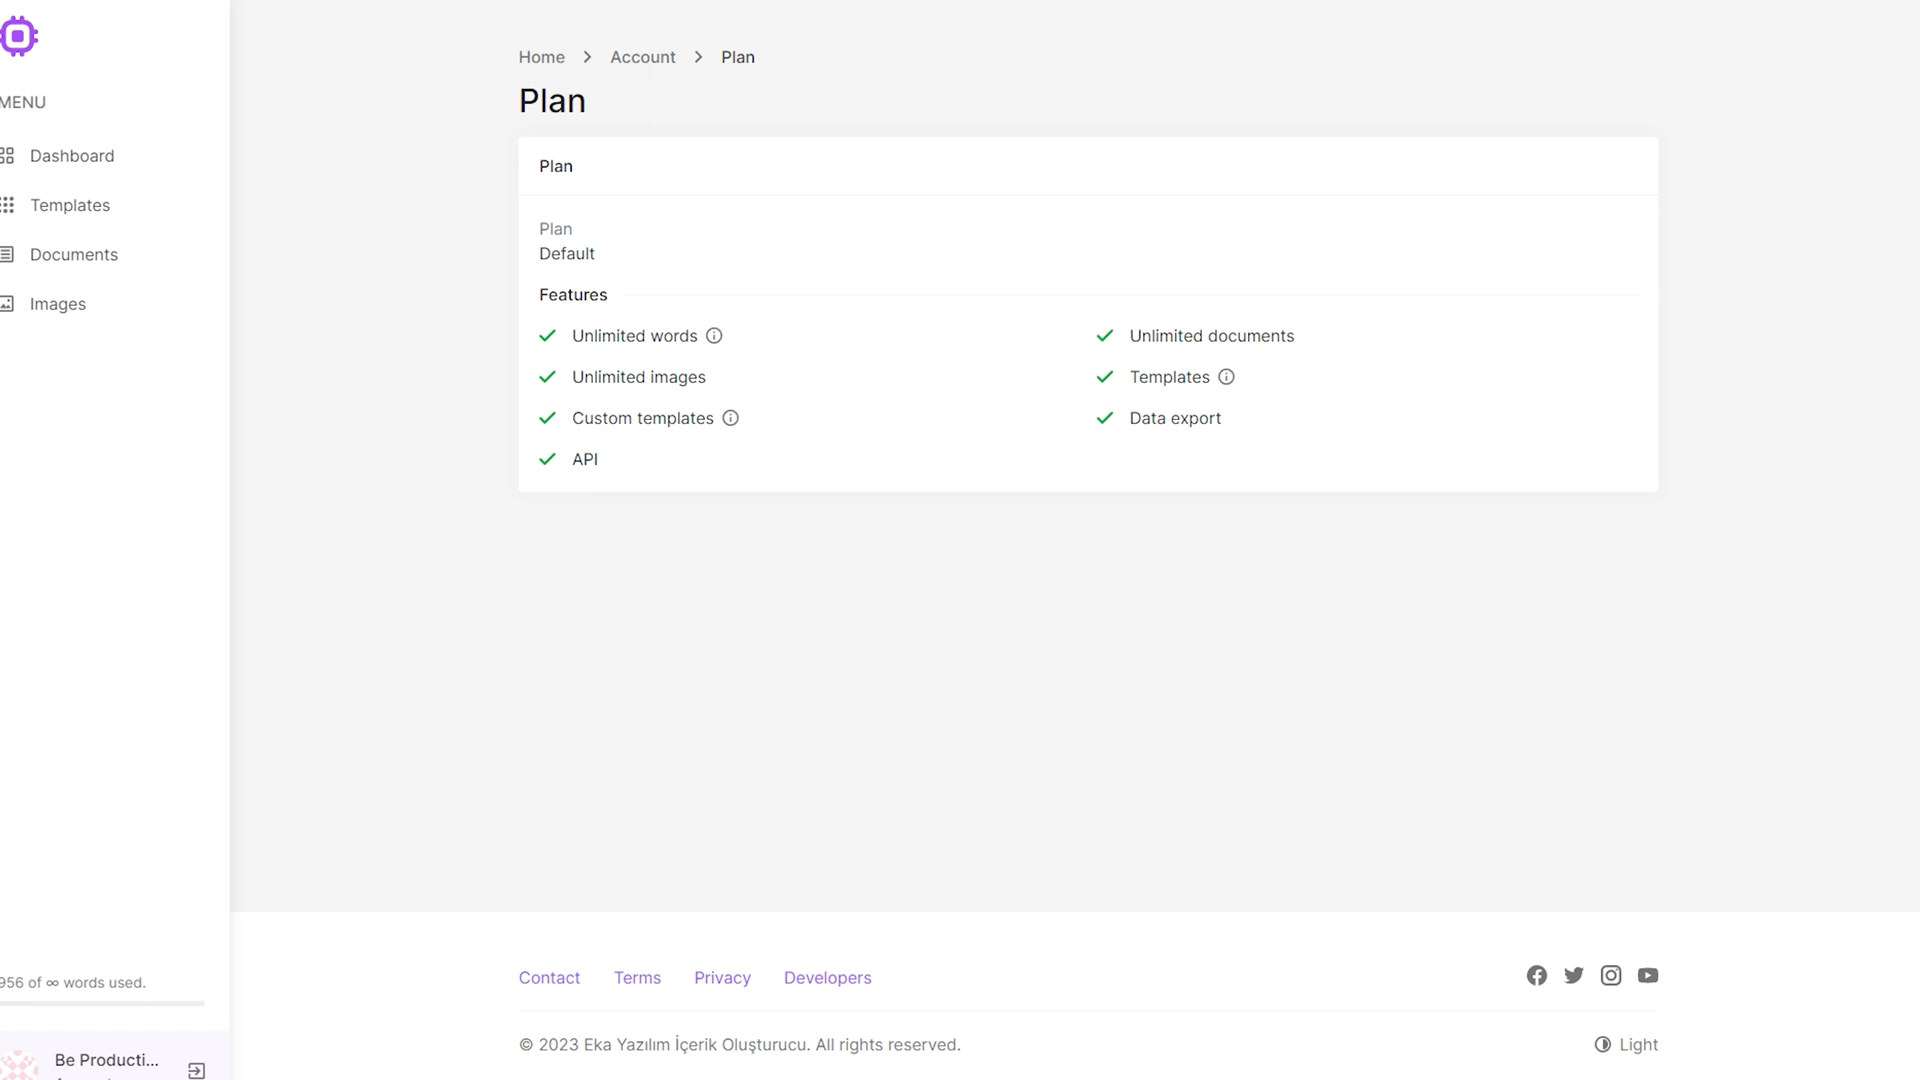 MENU
Dashboard
Templates
Documents
Images
956 of ∞ words used.
Be Producti...
Home > Account > Plan
Plan
Plan
Plan
Default
Features
Unlimited words
Unlimited documents
Unlimited images
Templates
Custom templates
Data export
API
Contact Terms Privacy Developers
© 2023 Eka Yazılım İçerik Oluşturucu. All rights reserved.
Light